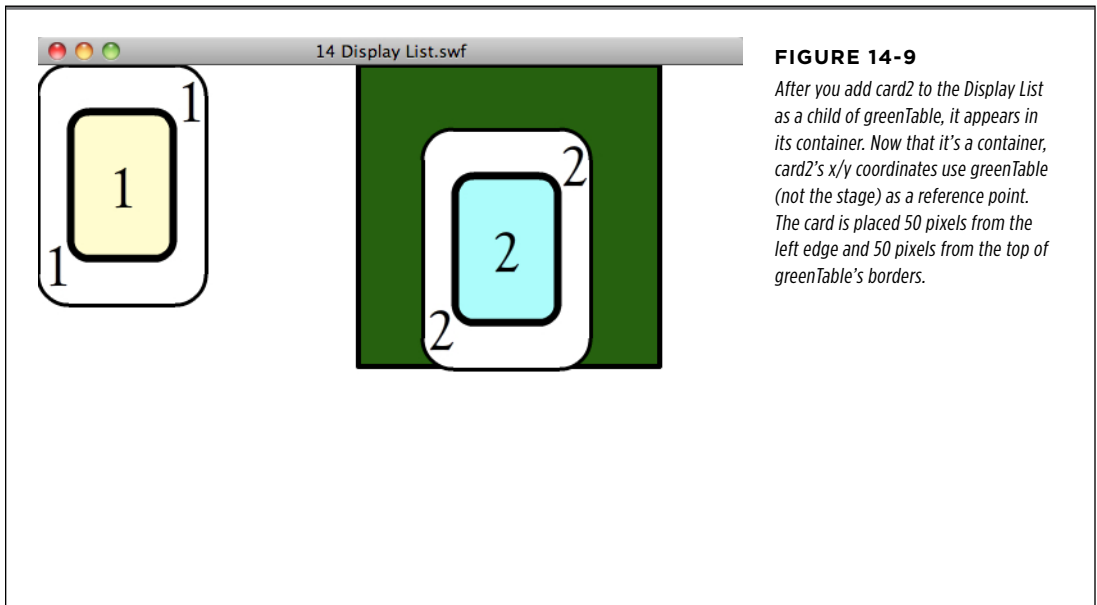 14 Display List.swf
1
1
1
2
2
2
FIGURE 14-9
After you add card2 to the Display List
as a child of greenTable, it appears in
its container. Now that it's a container,
card2's x/y coordinates use greenTable
(not the stage) as a reference point.
The card is placed 50 pixels from the
left edge and 50 pixels from the top of
greenTable's borders.